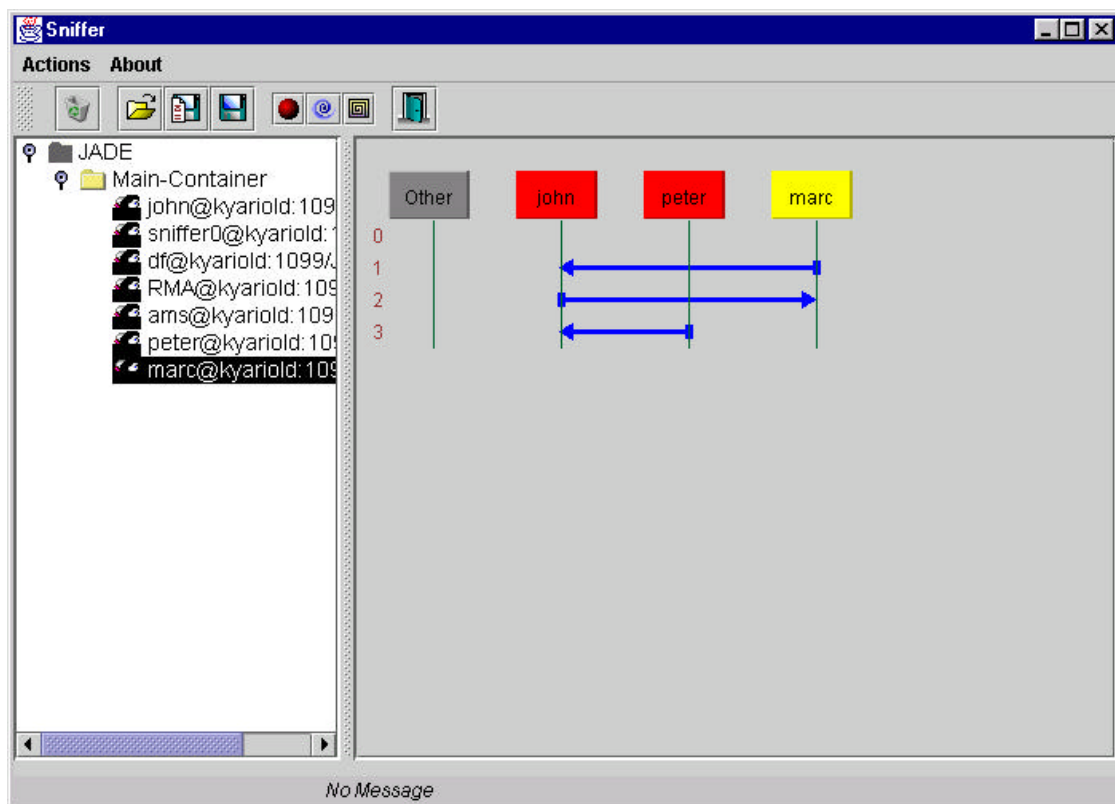 Sniffer
Actions About
JADE
Main-Container
john@kyariold:109
sniffer0@kyariold:
df@kyariold:1099/J
RMA@kyariold:109
ams@kyariold:109
peter@kyariold:10
marc@kyariold:109
Other john peter marc
0
1
2
3
No Message